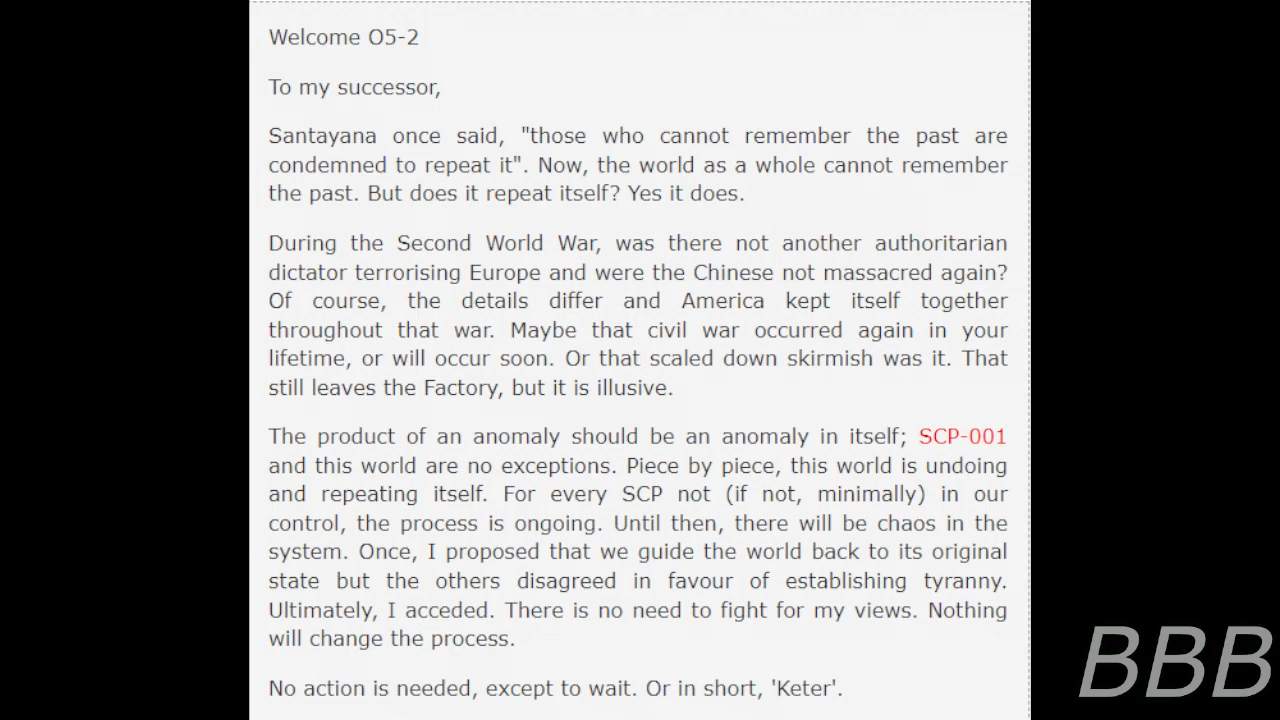 Welcome O5-2
To my successor,
Santayana once said, "those who cannot remember the past are
condemned to repeat it". Now, the world as a whole cannot remember
the past. But does it repeat itself? Yes it does.
During the Second World War, was there not another authoritarian
dictator terrorising Europe and were the Chinese not massacred again?
Of course, the details differ and America kept itself together
throughout that war. Maybe that civil war occurred again in your
lifetime, or will occur soon. Or that scaled down skirmish was it. That
still leaves the Factory, but it is illusive.
The product of an anomaly should be an anomaly in itself; SCP-001
and this world are no exceptions. Piece by piece, this world is undoing
and repeating itself. For every SCP not (if not, minimally) in our
control, the process is ongoing. Until then, there will be chaos in the
system. Once, I proposed that we guide the world back to its original
state but the others disagreed in favour of establishing tyranny.
Ultimately, I acceded. There is no need to fight for my views. Nothing
will change the process.
No action is needed, except to wait. Or in short, 'Keter'.
BBB